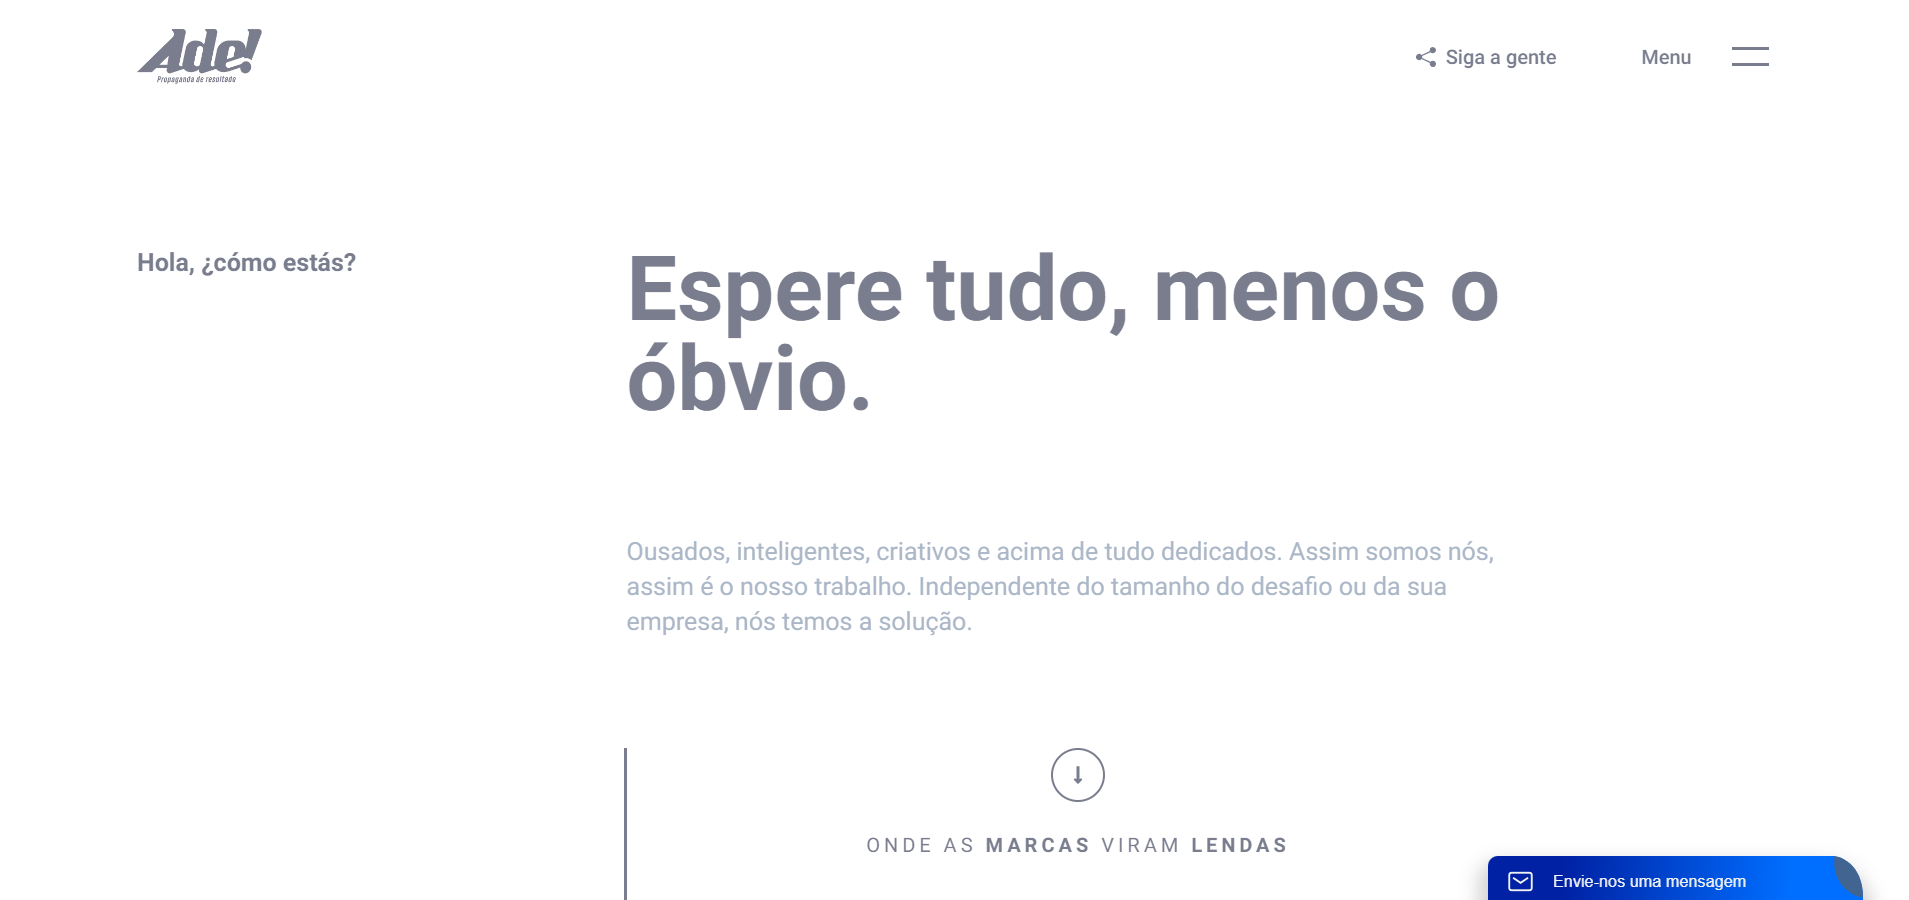 Ade!
Propaganda de resultado
Siga a gente
Menu
Hola, ¿cómo estás?
Espere tudo, menos o
óbvio.
Ousados, inteligentes, criativos e acima de tudo dedicados. Assim somos nós,
assim é o nosso trabalho. Independente do tamanho do desafio ou da sua
empresa, nós temos a solução.
ONDE AS MARCAS VIRAM LENDAS
Envie-nos uma mensagem